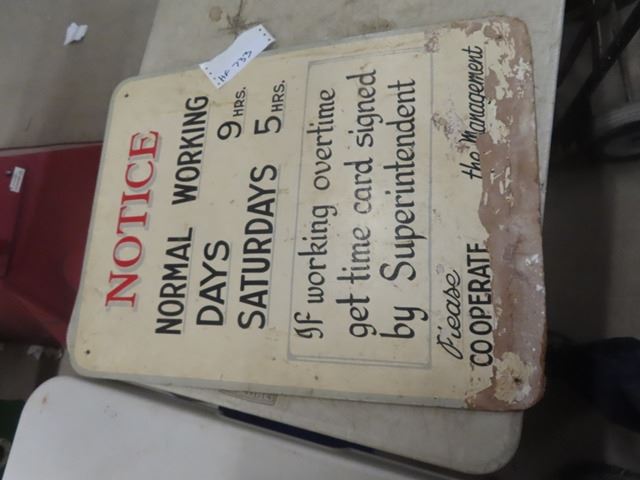 NOTICE
NORMAL WORKING
DAYS 9 HRS.
SATURDAYS 5 HRS.
If working overtime
get time card signed
by Superintendent
Please
COOPERATE the Management